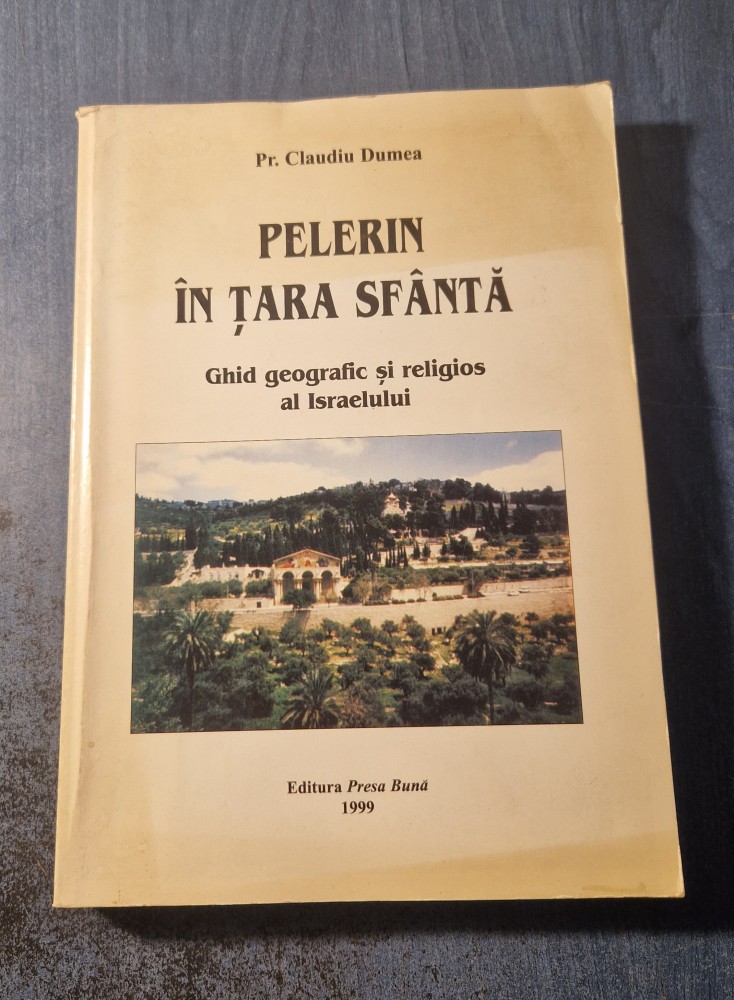 Pr. Claudiu Dumea
PELERIN
ÎN ȚARA SFÂNTĂ
Ghid geografic și religios
al Israelului
Editura Presa Bună
1999